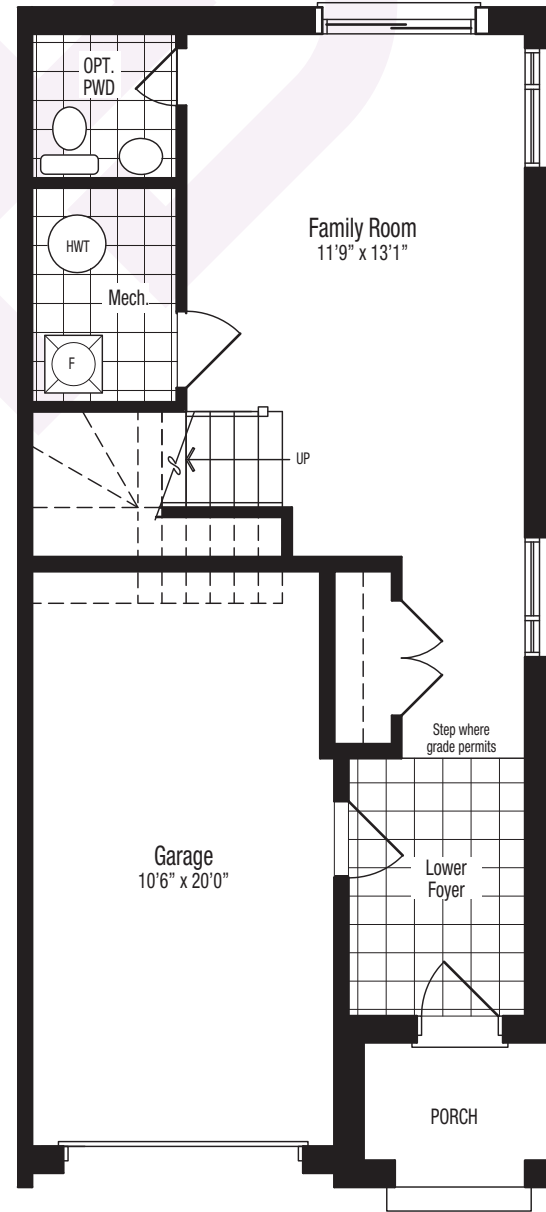 OPT.
PWD
Family Room
11’9” x 13’1”
HWT
Mech.
F
UP
Step where
grade permits
Garage
10’6” x 20’0”
Lower
Foyer
PORCH